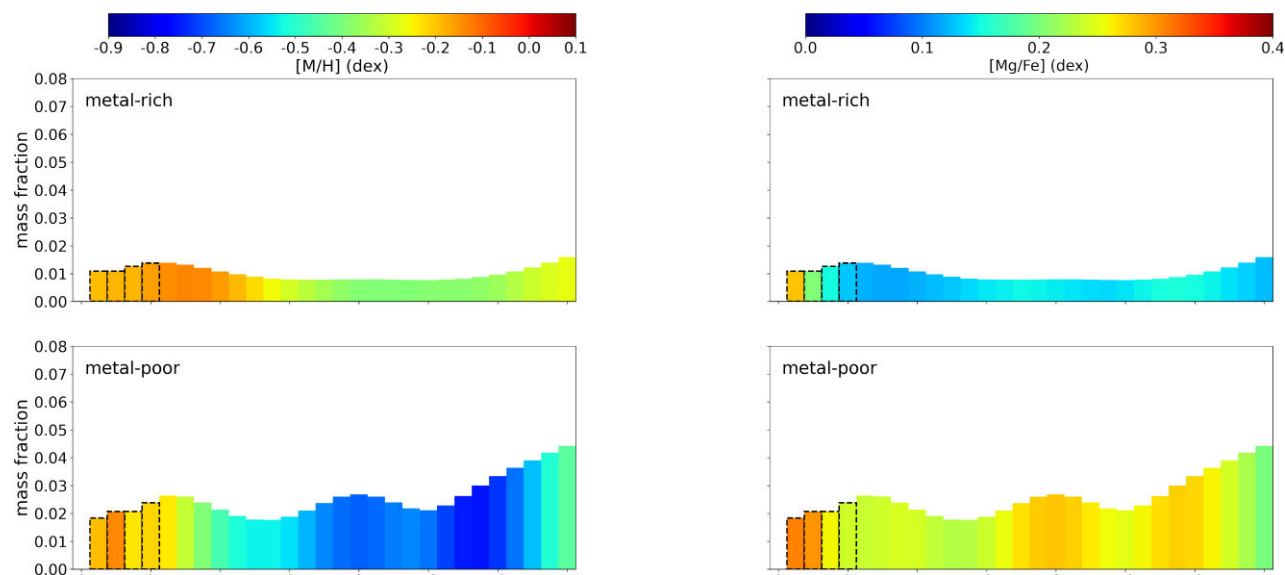 -0.9 -0.8 -0.7 -0.6 -0.5 -0.4 -0.3 -0.2 -0.1 0.0 0.1
[M/H] (dex)
0.0 0.1 0.2 0.3 0.4
[Mg/Fe] (dex)
metal-rich
mass fraction
0.08
0.07
0.06
0.05
0.04
0.03
0.02
0.01
0.00
metal-rich
metal-poor
mass fraction
0.08
0.07
0.06
0.05
0.04
0.03
0.02
0.01
0.00
metal-poor